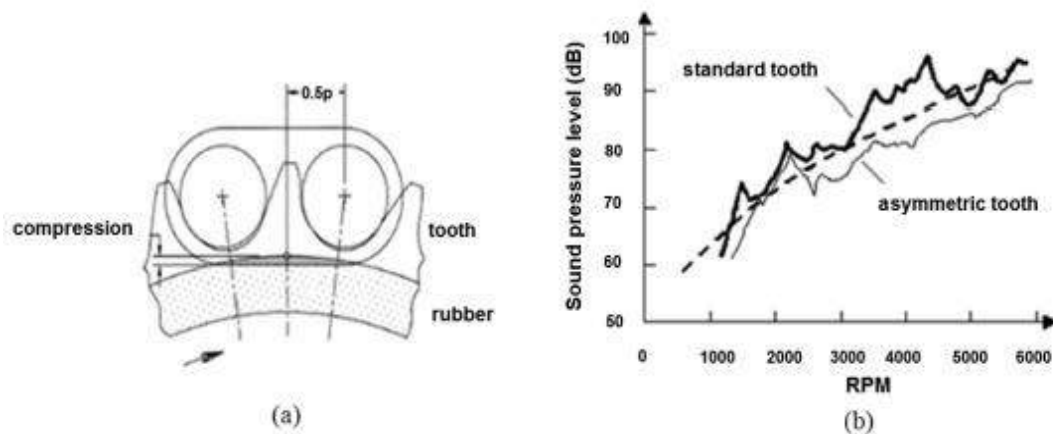 0.5p
compression
tooth
rubber
(a)
Sound pressure level (dB)
100
90
80
70
60
50
standard tooth
asymmetric tooth
0 1000 2000 3000 4000 5000 6000
RPM
(b)